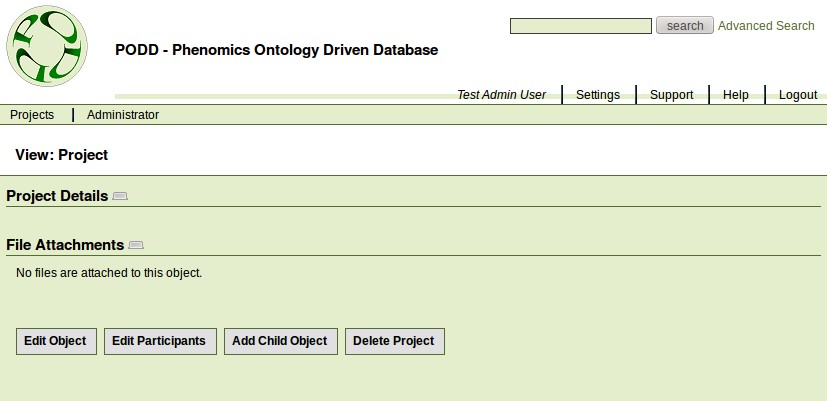 search Advanced Search
PODD - Phenomics Ontology Driven Database
Test Admin User Settings Support Help Logout
Projects Administrator
View: Project
Project Details
File Attachments
No files are attached to this object.
Edit Object Edit Participants Add Child Object Delete Project